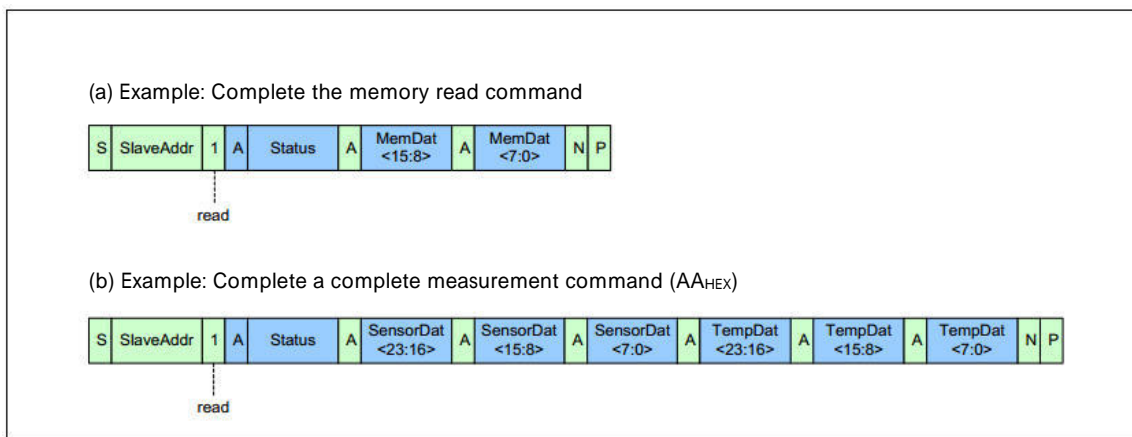 (a) Example: Complete the memory read command
S SlaveAddr 1 A Status A MemDat <15:8> A MemDat <7:0> N P
read
(b) Example: Complete a complete measurement command (AAHEX)
S SlaveAddr 1 A Status A SensorDat <23:16> A SensorDat <15:8> A SensorDat <7:0> A TempDat <23:16> A TempDat <15:8> A TempDat <7:0> N P
read